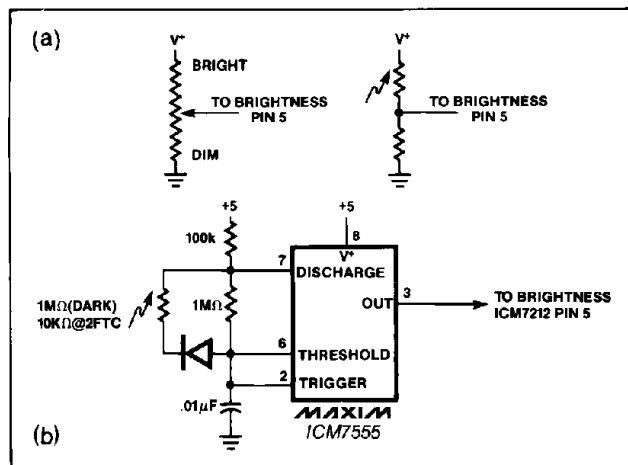 (a)
V+
BRIGHT
TO BRIGHTNESS
PIN 5
DIM
V+
TO BRIGHTNESS
PIN 5
+5
100k
1MΩ(DARK)
10KΩ@2FTC
1MΩ
.01μF
+5
8
V+
7
DISCHARGE
OUT
3
TO BRIGHTNESS
ICM7212 PIN 5
6
THRESHOLD
2
TRIGGER
MAXIM
ICM7555
(b)